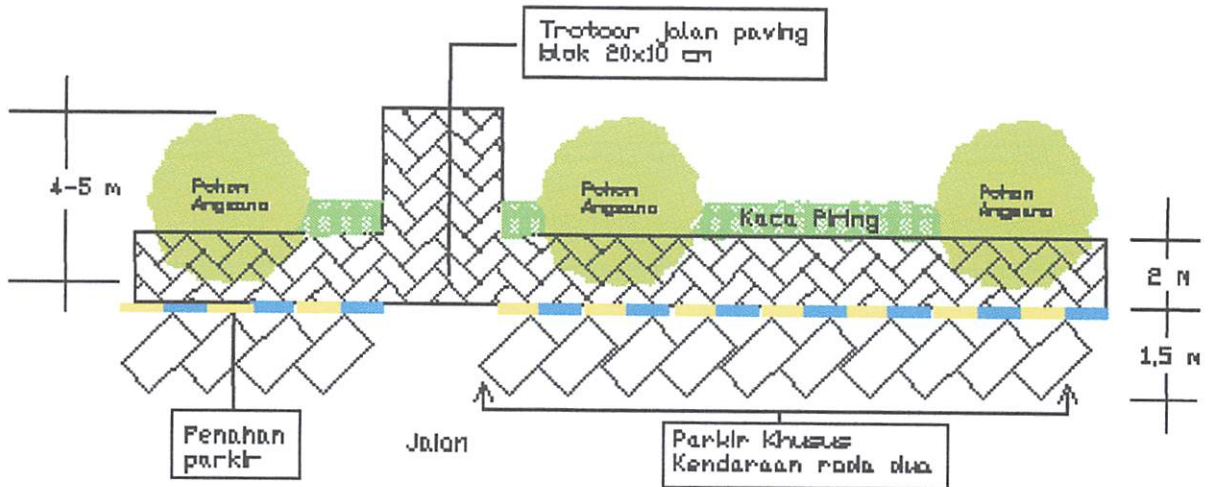 Trotoar jalan paving
blok 20x10 cm
4-5 m
Pohon
Angsana
Pohon
Angsana
Pohon
Angsana
Kaca Piring
2 M
1,5 M
Penahan
parkir
Jalan
Parkir Khusus
Kendaraan roda dua